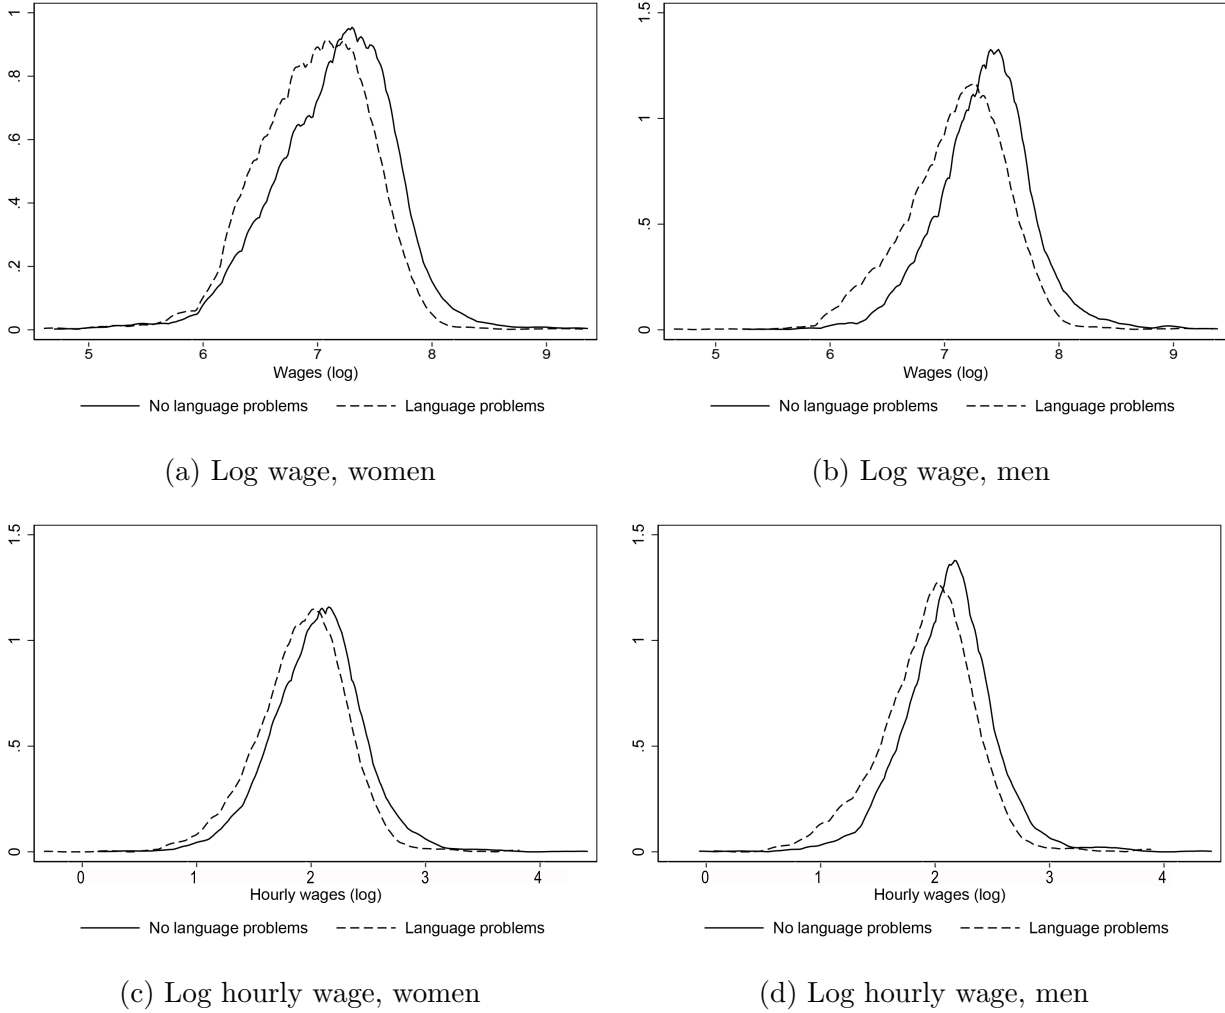 1
.8
.6
.4
.2
0
5 6 7 8 9
Wages (log)
No language problems Language problems
(a) Log wage, women
1.5
1
.5
0
5 6 7 8 9
Wages (log)
No language problems Language problems
(b) Log wage, men
1.5
1
.5
0
0 1 2 3 4
Hourly wages (log)
No language problems Language problems
(c) Log hourly wage, women
1.5
1
.5
0
0 1 2 3 4
Hourly wages (log)
No language problems Language problems
(d) Log hourly wage, men